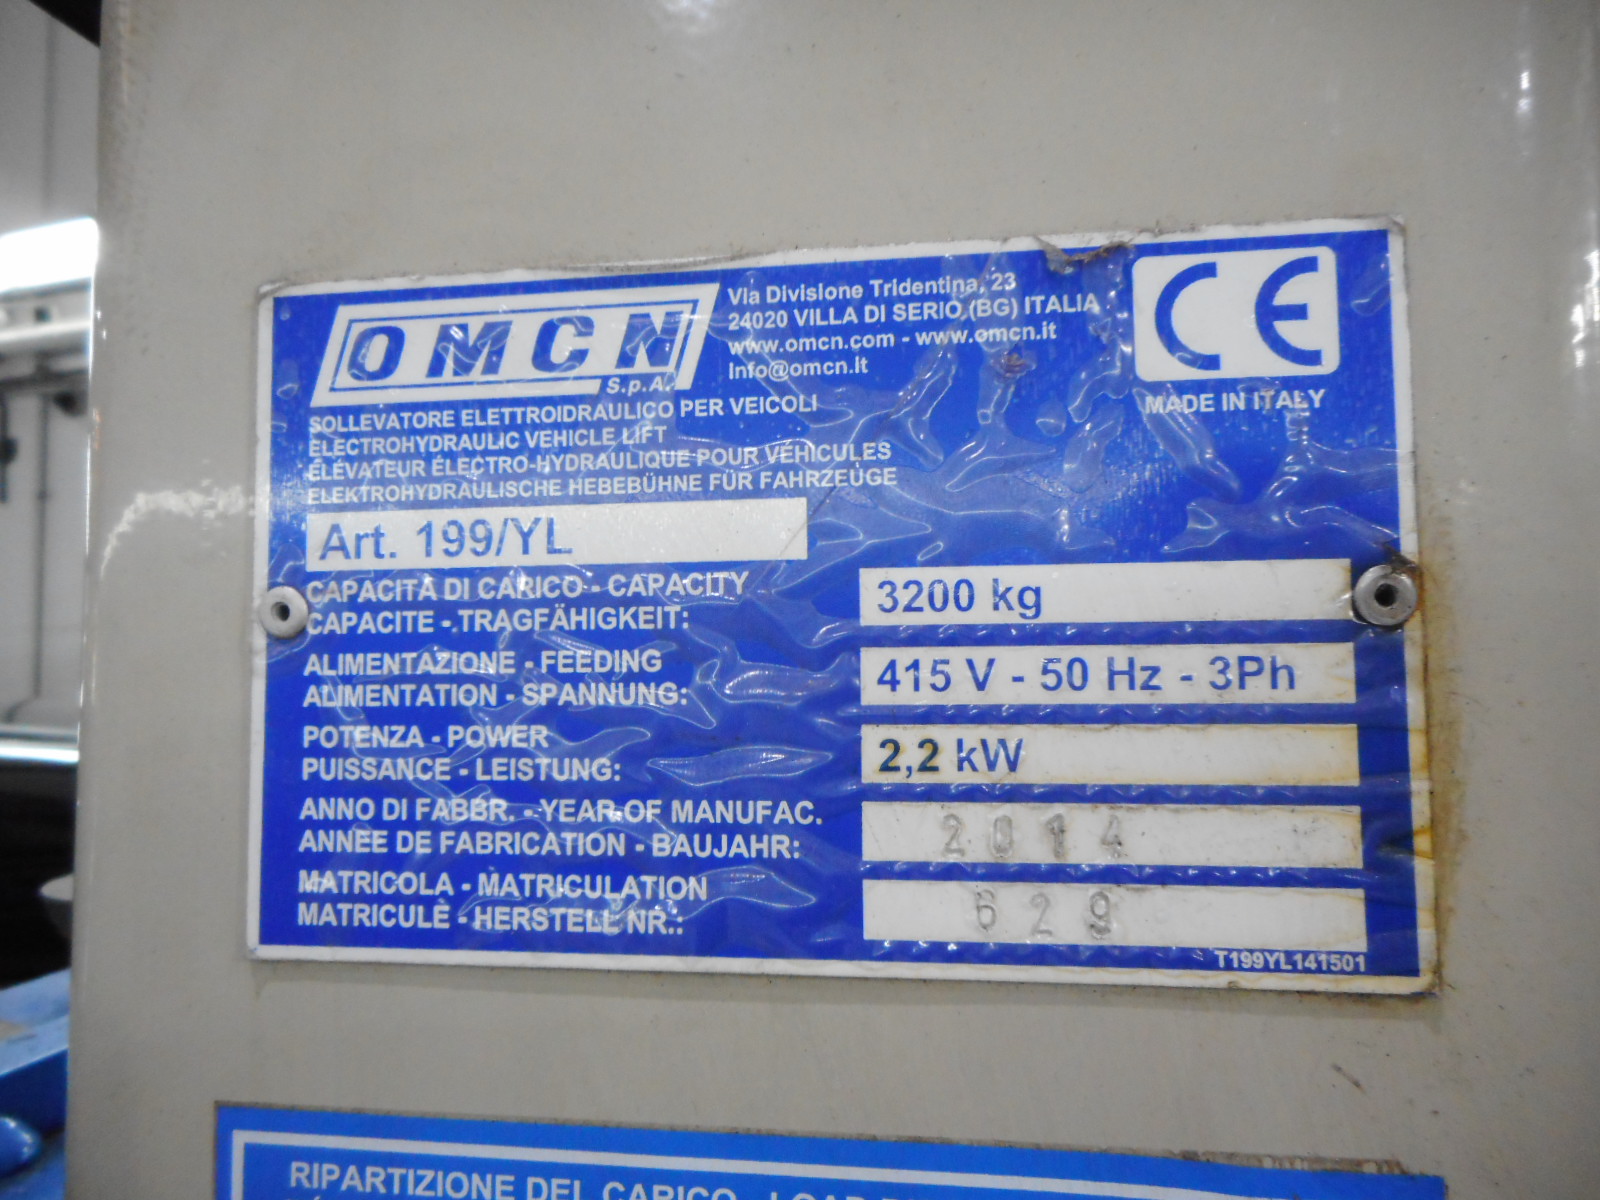 OMCN
S.p.A.
Via Divisione Tridentina, 23
24020 VILLA DI SERIO (BG) ITALIA
www.omcn.com - www.omcn.it
Info@omcn.it
CE
MADE IN ITALY
SOLLEVATORE ELETTROIDRAULICO PER VEICOLI
ELECTROHYDRAULIC VEHICLE LIFT
ÉLÉVATEUR ÉLECTRO-HYDRAULIQUE POUR VÉHICULES
ELEKTROHYDRAULISCHE HEBEBÜHNE FÜR FAHRZEUGE
Art. 199/YL
CAPACITÀ DI CARICO - CAPACITY
CAPACITE - TRAGFÄHIGKEIT:
3200 kg
ALIMENTAZIONE - FEEDING
ALIMENTATION - SPANNUNG:
415 V - 50 Hz - 3Ph
POTENZA - POWER
PUISSANCE - LEISTUNG:
2,2 kW
ANNO DI FABBR. - YEAR OF MANUFAC.
ANNÈE DE FABRICATION - BAUJAHR:
2014
MATRICOLA - MATRICULATION
MATRICULE - HERSTELL NR.:
629
T199YL141501
RIPARTIZIONE DEL CARICO - LOAD